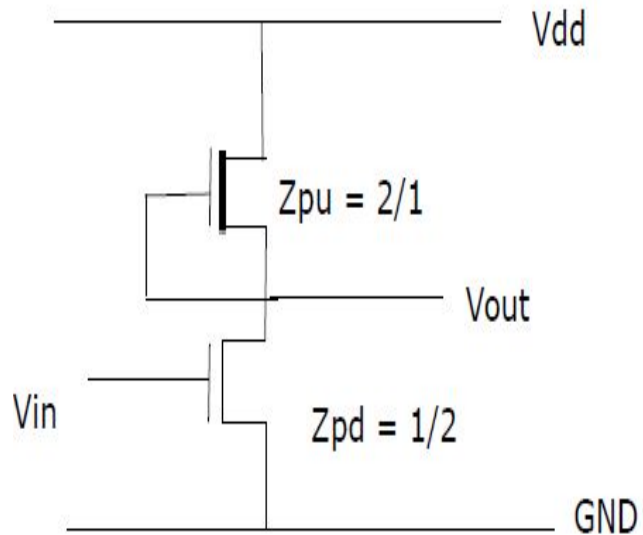 Vdd
Zpu = 2/1
Vout
Vin
Zpd = 1/2
GND